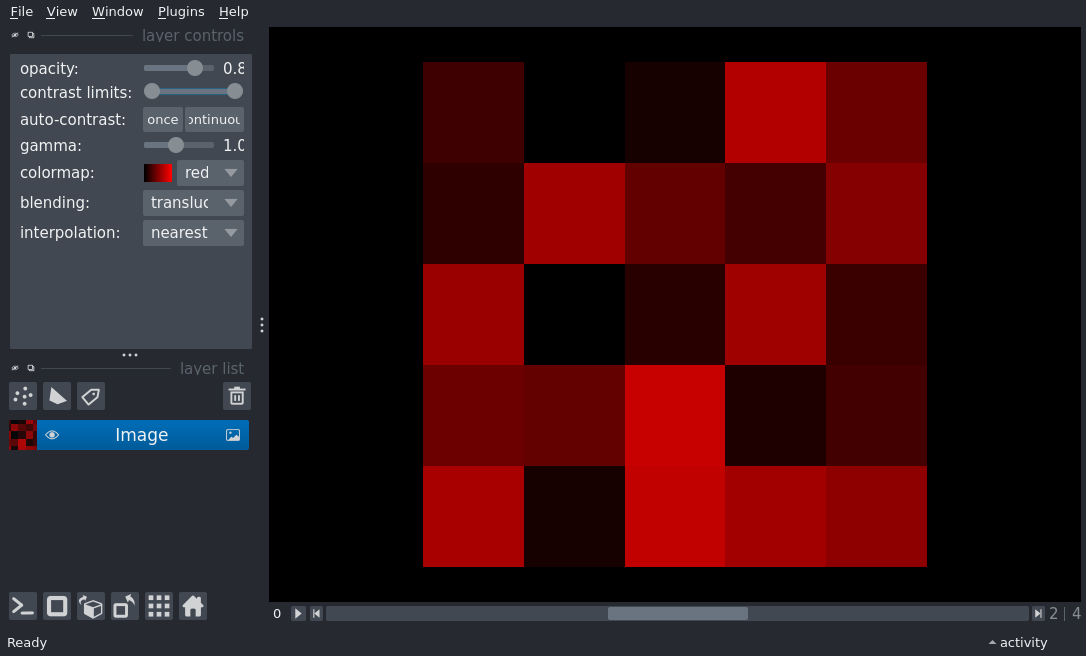 File View Window Plugins Help
layer controls
opacity: 0.8
contrast limits:
auto-contrast: once ontinuou
gamma: 1.0
colormap: red
blending: transluc
interpolation: nearest
layer list
Image
0 2 | 4
Ready activity